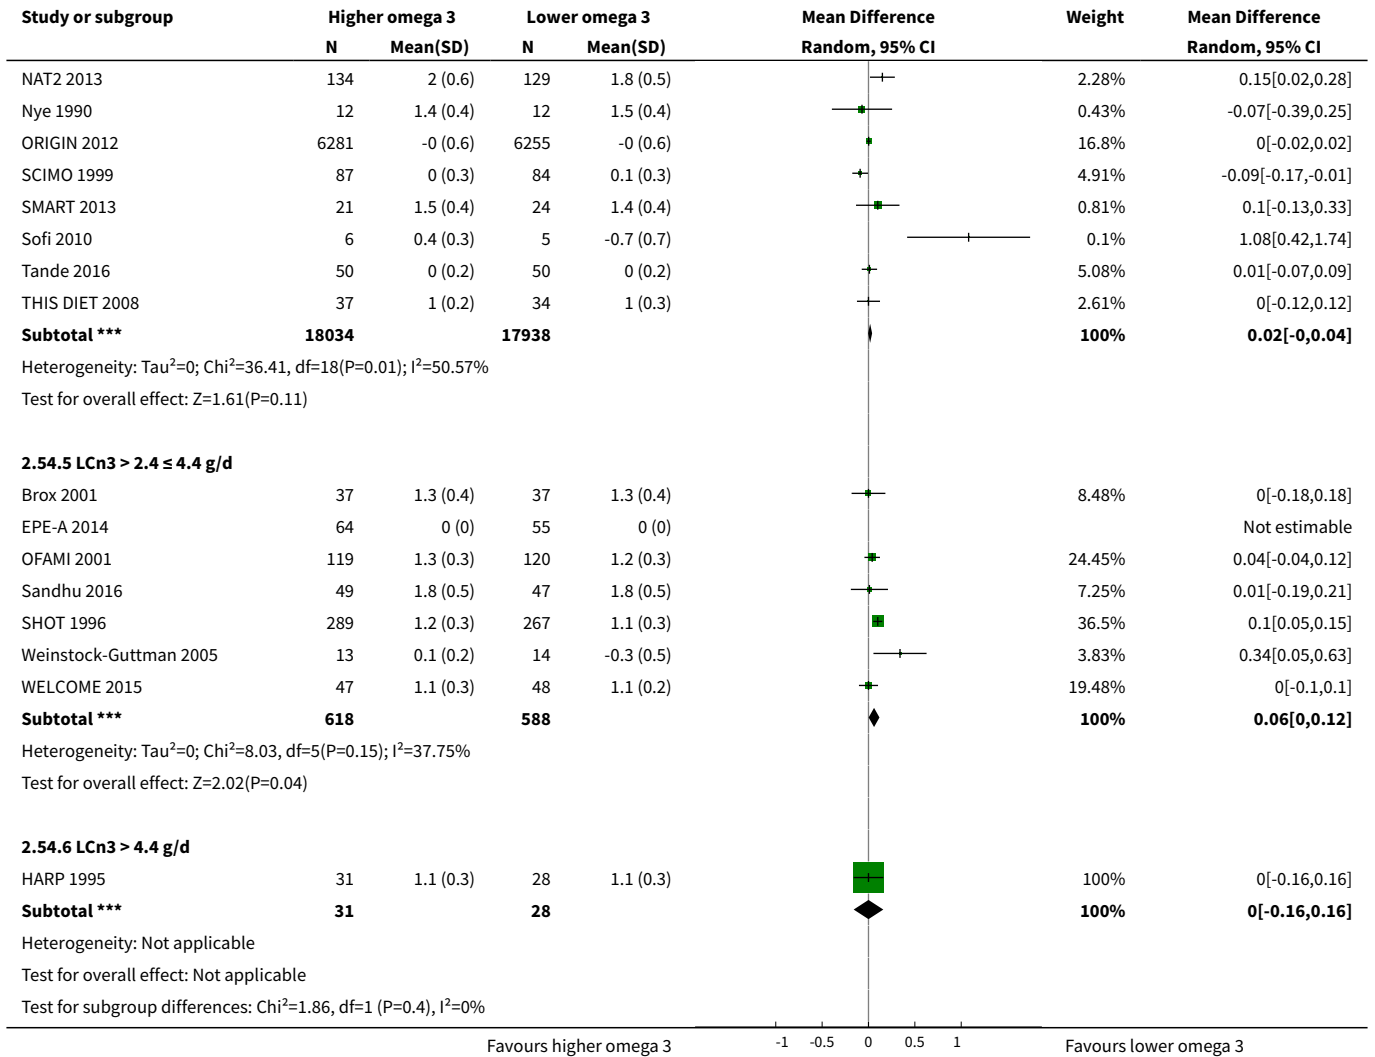 Study or subgroup Higher omega 3 Lower omega 3 Mean Difference Weight Mean Difference
N Mean(SD) N Mean(SD) Random, 95% CI Random, 95% CI
NAT2 2013 134 2 (0.6) 129 1.8 (0.5) 2.28% 0.15[0.02,0.28]
Nye 1990 12 1.4 (0.4) 12 1.5 (0.4) 0.43% -0.07[-0.39,0.25]
ORIGIN 2012 6281 -0 (0.6) 6255 -0 (0.6) 16.8% 0[-0.02,0.02]
SCIMO 1999 87 0 (0.3) 84 0.1 (0.3) 4.91% -0.09[-0.17,-0.01]
SMART 2013 21 1.5 (0.4) 24 1.4 (0.4) 0.81% 0.1[-0.13,0.33]
Sofi 2010 6 0.4 (0.3) 5 -0.7 (0.7) 0.1% 1.08[0.42,1.74]
Tande 2016 50 0 (0.2) 50 0 (0.2) 5.08% 0.01[-0.07,0.09]
THIS DIET 2008 37 1 (0.2) 34 1 (0.3) 2.61% 0[-0.12,0.12]
Subtotal *** 18034 17938 100% 0.02[-0,0.04]
Heterogeneity: Tau²=0; Chi²=36.41, df=18(P=0.01); I²=50.57%
Test for overall effect: Z=1.61(P=0.11)
2.54.5 LCn3 > 2.4 ≤ 4.4 g/d
Brox 2001 37 1.3 (0.4) 37 1.3 (0.4) 8.48% 0[-0.18,0.18]
EPE-A 2014 64 0 (0) 55 0 (0) Not estimable
OFAMI 2001 119 1.3 (0.3) 120 1.2 (0.3) 24.45% 0.04[-0.04,0.12]
Sandhu 2016 49 1.8 (0.5) 47 1.8 (0.5) 7.25% 0.01[-0.19,0.21]
SHOT 1996 289 1.2 (0.3) 267 1.1 (0.3) 36.5% 0.1[0.05,0.15]
Weinstock-Guttman 2005 13 0.1 (0.2) 14 -0.3 (0.5) 3.83% 0.34[0.05,0.63]
WELCOME 2015 47 1.1 (0.3) 48 1.1 (0.2) 19.48% 0[-0.1,0.1]
Subtotal *** 618 588 100% 0.06[0,0.12]
Heterogeneity: Tau²=0; Chi²=8.03, df=5(P=0.15); I²=37.75%
Test for overall effect: Z=2.02(P=0.04)
2.54.6 LCn3 > 4.4 g/d
HARP 1995 31 1.1 (0.3) 28 1.1 (0.3) 100% 0[-0.16,0.16]
Subtotal *** 31 28 100% 0[-0.16,0.16]
Heterogeneity: Not applicable
Test for overall effect: Not applicable
Test for subgroup differences: Chi²=1.86, df=1 (P=0.4), I²=0%
Favours higher omega 3 -1 -0.5 0 0.5 1 Favours lower omega 3